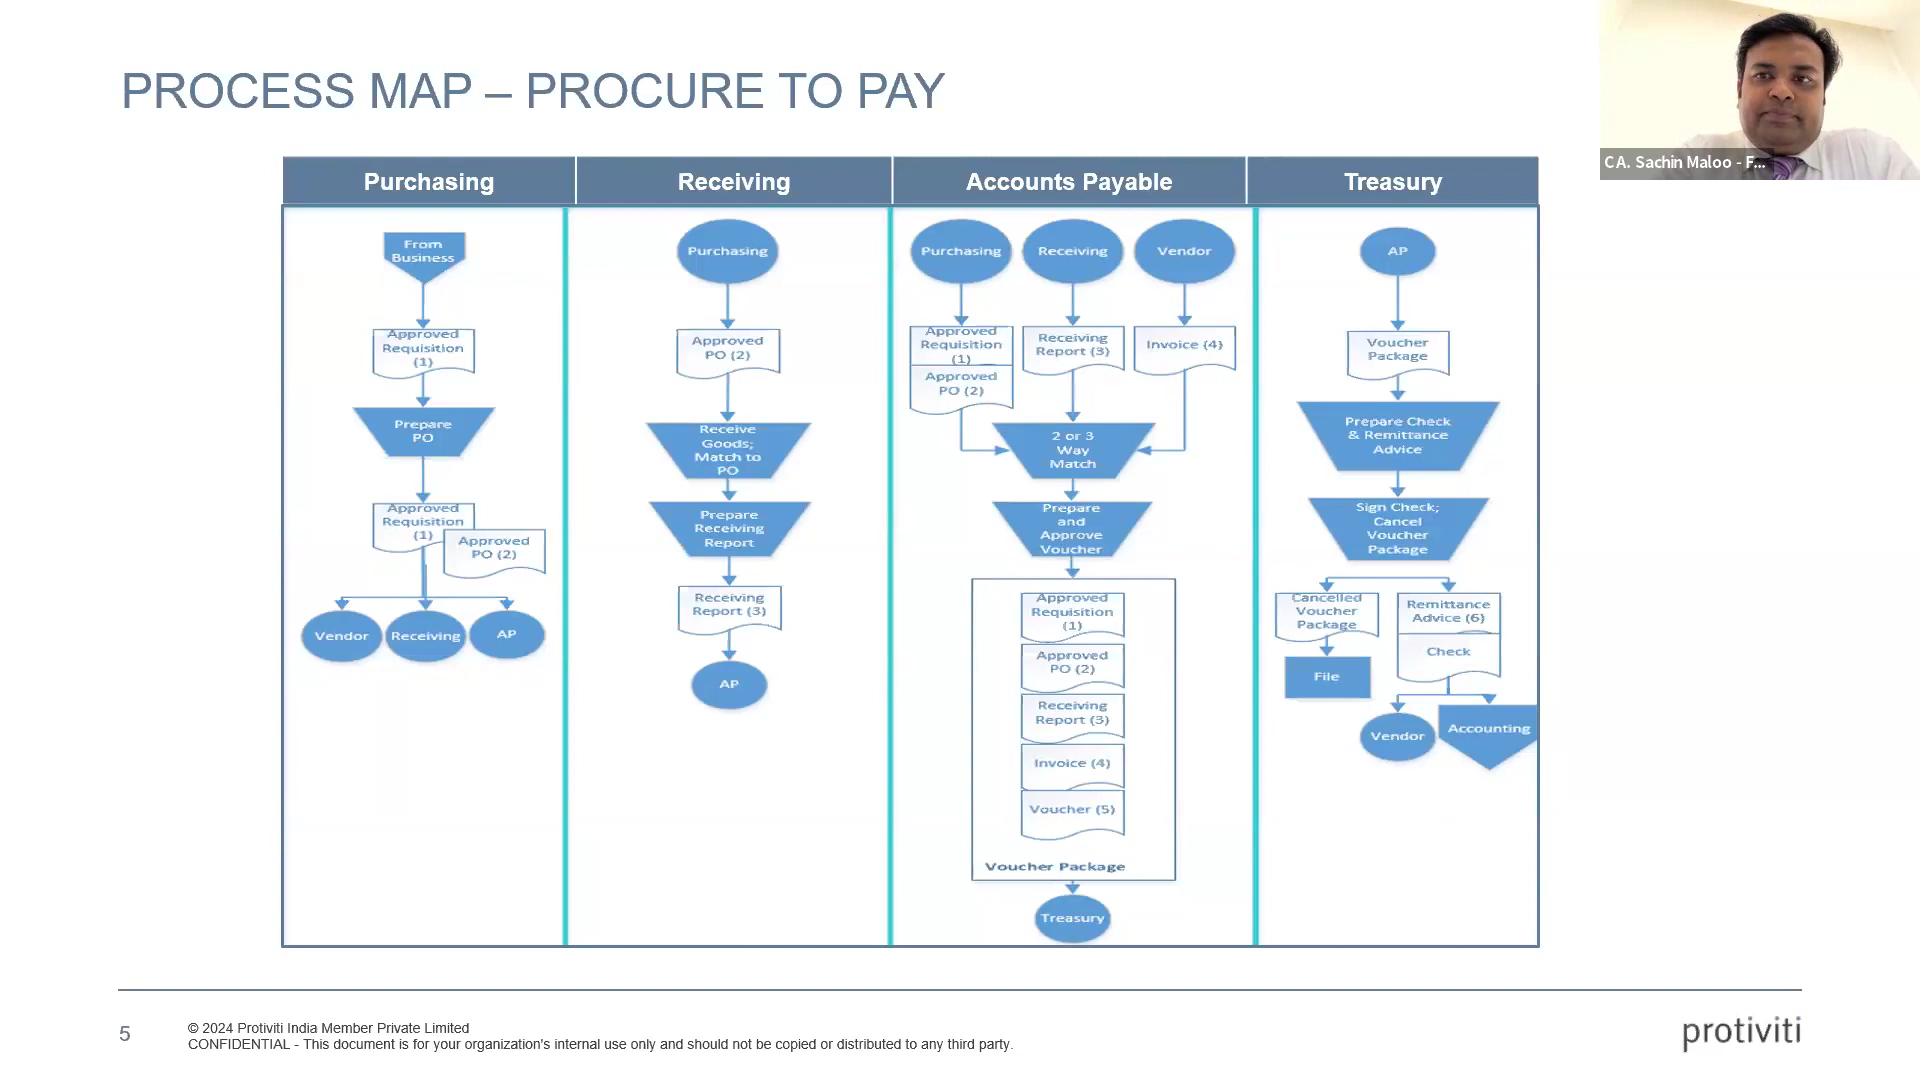 PROCESS MAP – PROCURE TO PAY
CA. Sachin Maloo - F...
Purchasing
Receiving
Accounts Payable
Treasury
From
Business
Approved
Requisition
(1)
Prepare
PO
Approved
Requisition
(1)
Approved
PO (2)
Vendor
Receiving
AP
Purchasing
Approved
PO (2)
Receive
Goods;
Match to
PO
Prepare
Receiving
Report
Receiving
Report (3)
AP
Purchasing
Receiving
Vendor
Approved
Requisition
(1)
Approved
PO (2)
Receiving
Report (3)
Invoice (4)
2 or 3
Way
Match
Prepare
and
Approve
Voucher
Approved
Requisition
(1)
Approved
PO (2)
Receiving
Report (3)
Invoice (4)
Voucher (5)
Voucher Package
Treasury
AP
Voucher
Package
Prepare Check
& Remittance
Advice
Sign Check;
Cancel
Voucher
Package
Cancelled
Voucher
Package
File
Remittance
Advice (6)
Check
Vendor
Accounting
5
© 2024 Protiviti India Member Private Limited
CONFIDENTIAL - This document is for your organization's internal use only and should not be copied or distributed to any third party.
protiviti